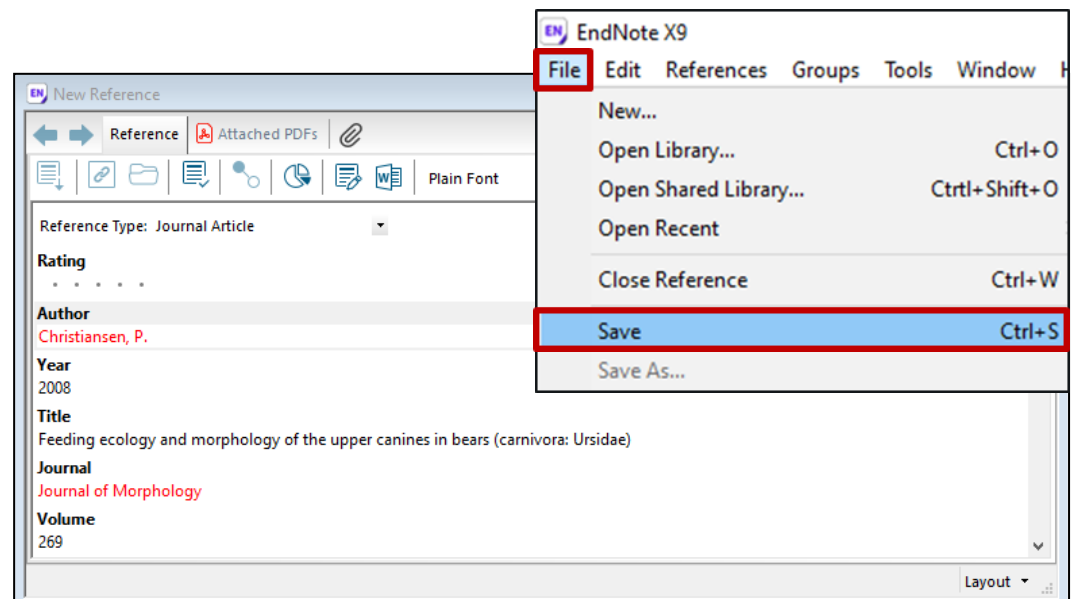 EN EndNote X9
File Edit References Groups Tools Window
New...
Open Library... Ctrl+O
Open Shared Library... Ctrtl+Shift+O
Open Recent
Close Reference Ctrl+W
Save Ctrl+S
Save As...
EN New Reference
Reference Attached PDFs
Plain Font
Reference Type: Journal Article
Rating
Author
Christiansen, P.
Year
2008
Title
Feeding ecology and morphology of the upper canines in bears (carnivora: Ursidae)
Journal
Journal of Morphology
Volume
269
Layout